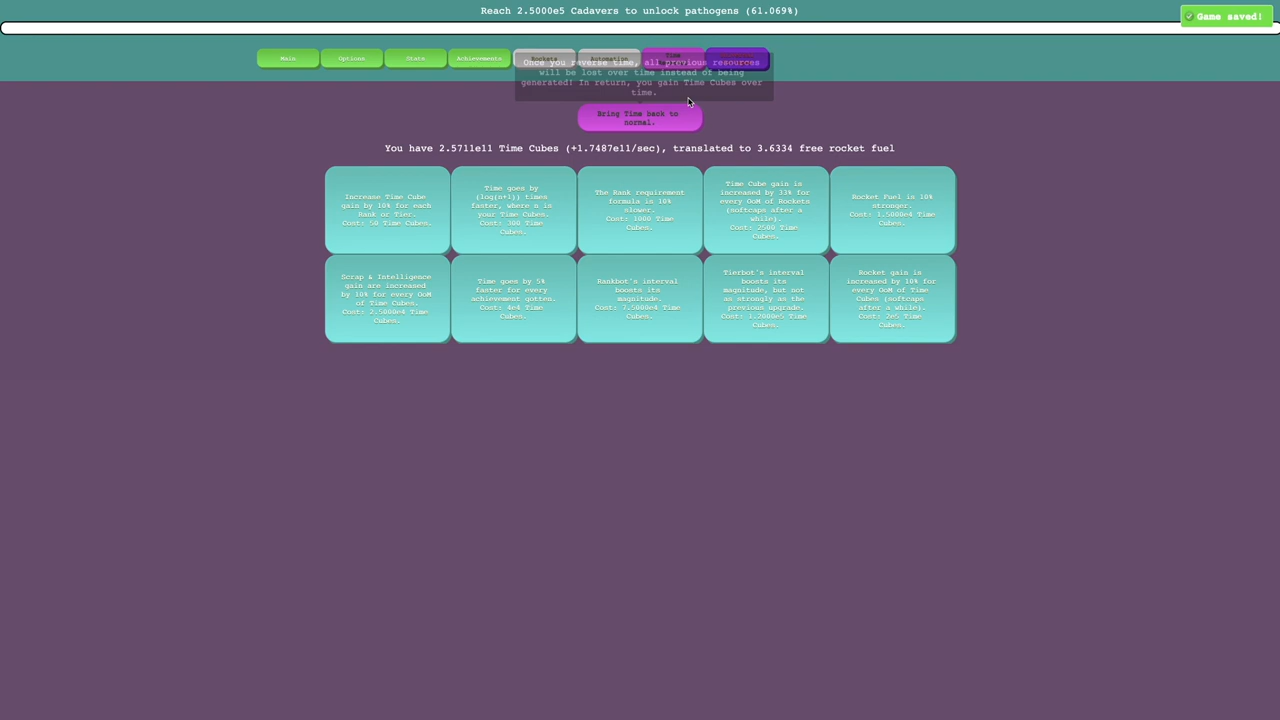 Reach 2.5000e5 Cadavers to unlock pathogens (61.069%)
Game saved!
Main
Options
Stats
Achievements
Rockets
Automation
Time
Once you reverse time, all previous resources
will be lost over time instead of being
generated! In return, you gain Time Cubes over
time.
Bring Time back to
normal.
You have 2.5711e11 Time Cubes (+1.7487e11/sec), translated to 3.6334 free rocket fuel
Increase Time Cube
gain by 10% for each
Rank or Tier.
Cost: 50 Time Cubes.
Time goes by
(log(n+1)) times
faster, where n is
your Time Cubes.
Cost: 300 Time
Cubes.
The Rank requirement
formula is 10%
slower.
Cost: 1000 Time
Cubes.
Time Cube gain is
increased by 33% for
every OoM of Rockets
(softcaps after a
while).
Cost: 2500 Time
Cubes.
Rocket Fuel is 10%
stronger.
Cost: 1.5000e4 Time
Cubes.
Scrap & Intelligence
gain are increased
by 10% for every OoM
of Time Cubes.
Cost: 2.5000e4 Time
Cubes.
Time goes by 5%
faster for every
achievement gotten.
Cost: 4e4 Time
Cubes.
Rankbot's interval
boosts its
magnitude.
Cost: 7.5000e4 Time
Cubes.
Tierbot's interval
boosts its
magnitude, but not
as strongly as the
previous upgrade.
Cost: 1.2000e5 Time
Cubes.
Rocket gain is
increased by 10% for
every OoM of Time
Cubes (softcaps
after a while).
Cost: 2e5 Time
Cubes.